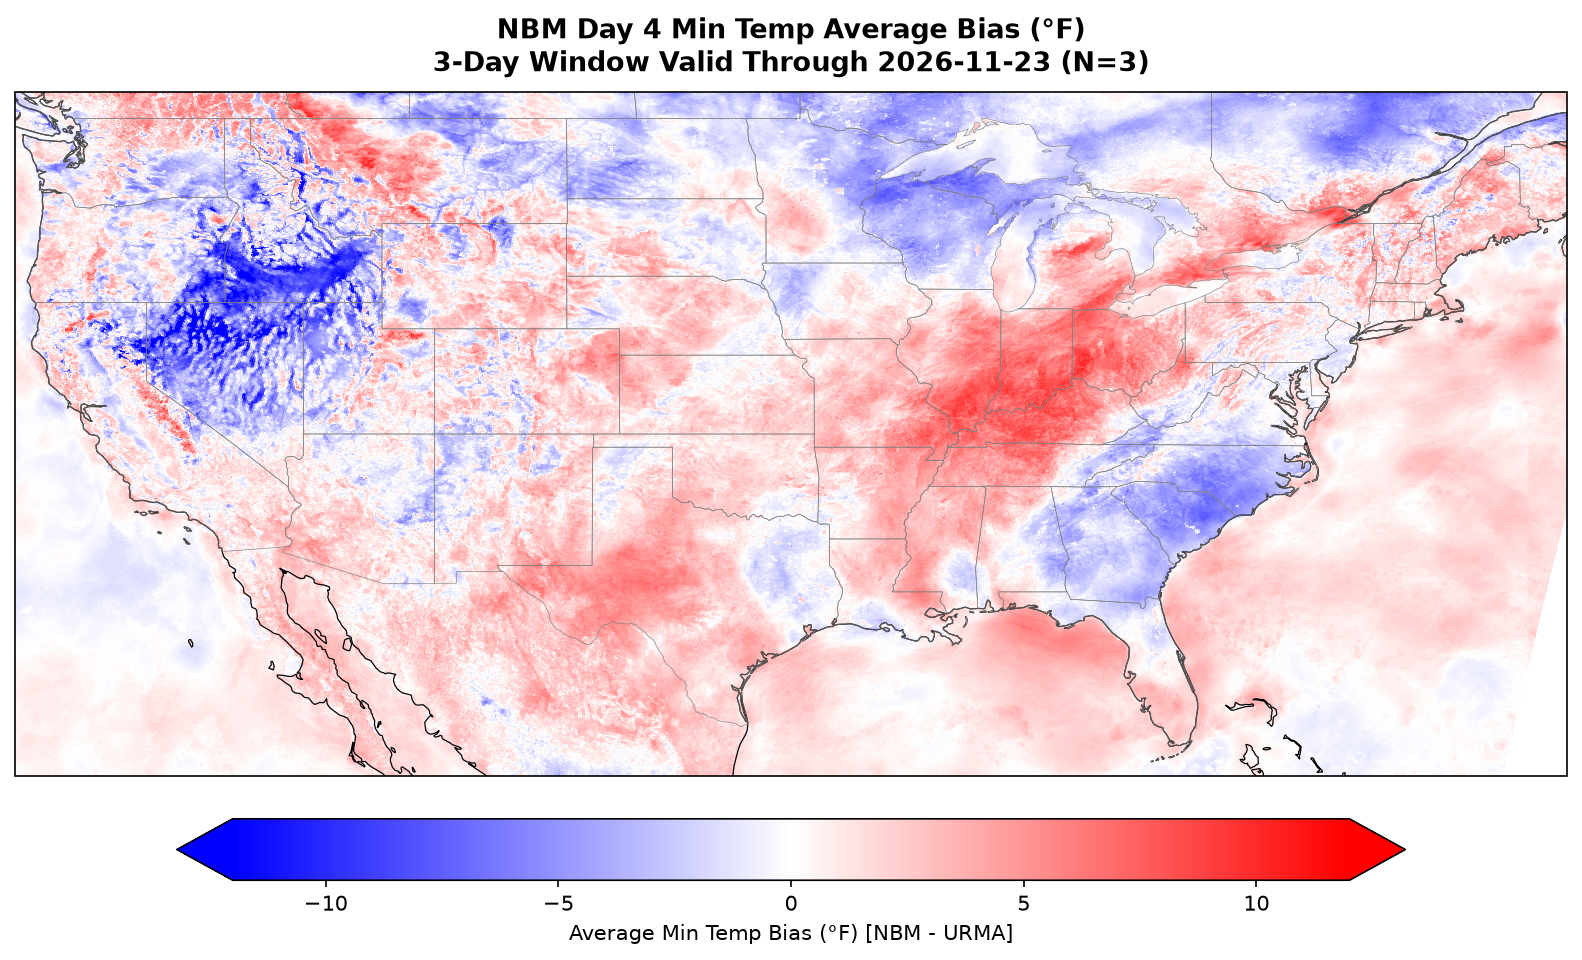 NBM Day 4 Min Temp Average Bias (°F)
3-Day Window Valid Through 2026-11-23 (N=3)
−10 −5 0 5 10
Average Min Temp Bias (°F) [NBM - URMA]